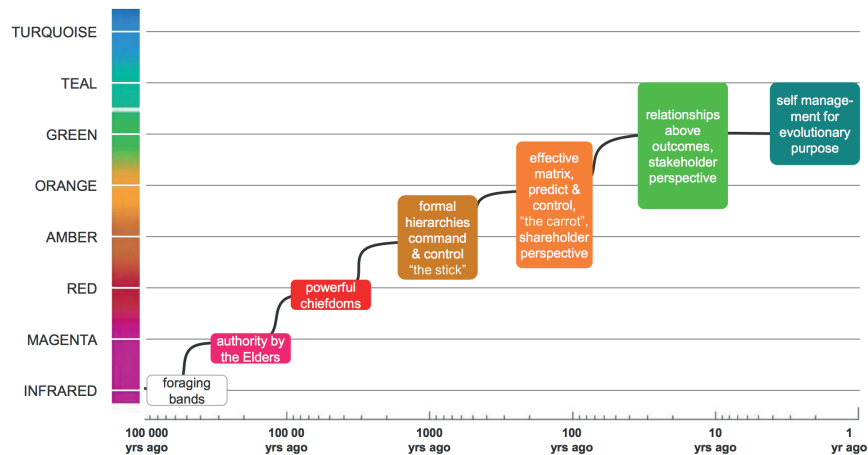 TURQUOISE
TEAL
GREEN
ORANGE
AMBER
RED
MAGENTA
INFRARED
foraging
bands
authority by
the Elders
powerful
chiefdoms
formal
hierarchies
command
& control
“the stick”
effective
matrix,
predict &
control,
“the carrot”,
shareholder
perspective
relationships
above
outcomes,
stakeholder
perspective
self manage-
ment for
evolutionary
purpose
100 000
yrs ago
100 00
yrs ago
1000
yrs ago
100
yrs ago
10
yrs ago
1
yr ago